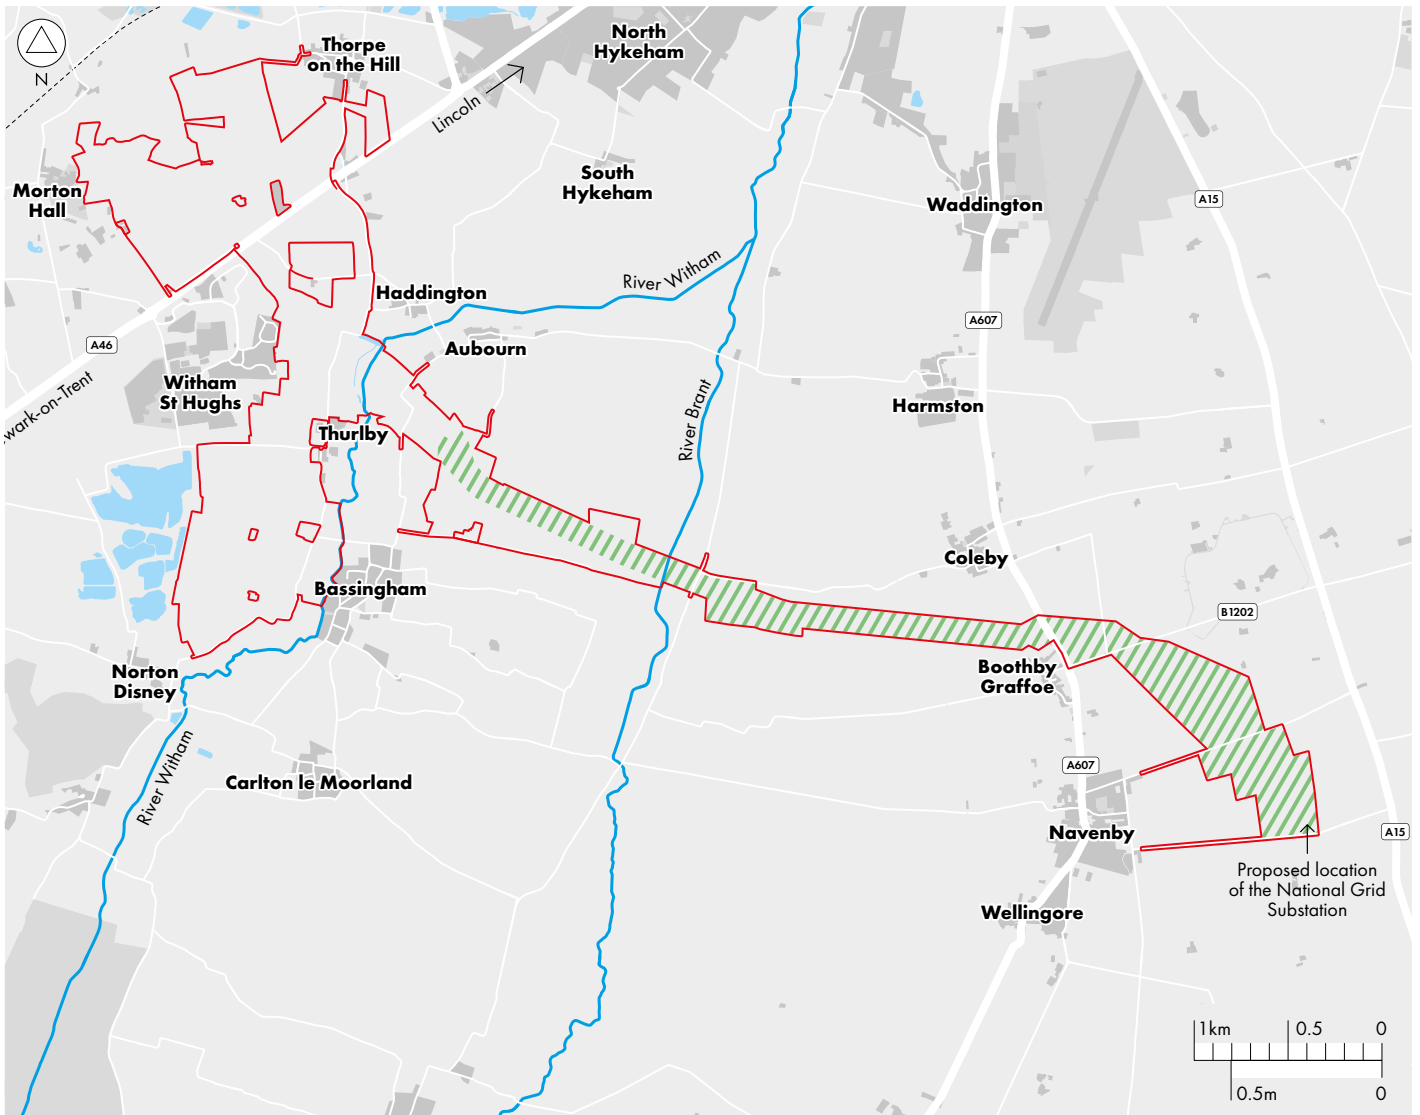 N
Thorpe
on the Hill
North
Hykeham
Lincoln
South
Hykeham
Morton
Hall
Waddington
A15
River Witham
Haddington
A607
A46
Aubourn
Witham
St Hughs
wark-on-Trent
Harmston
River Brant
Thurlby
Coleby
Bassingham
B1202
Boothby
Graffoe
Norton
Disney
River Witham
Carlton le Moorland
A607
Navenby
A15
Proposed location
of the National Grid
Substation
Wellingore
1km 0.5 0
0.5m 0